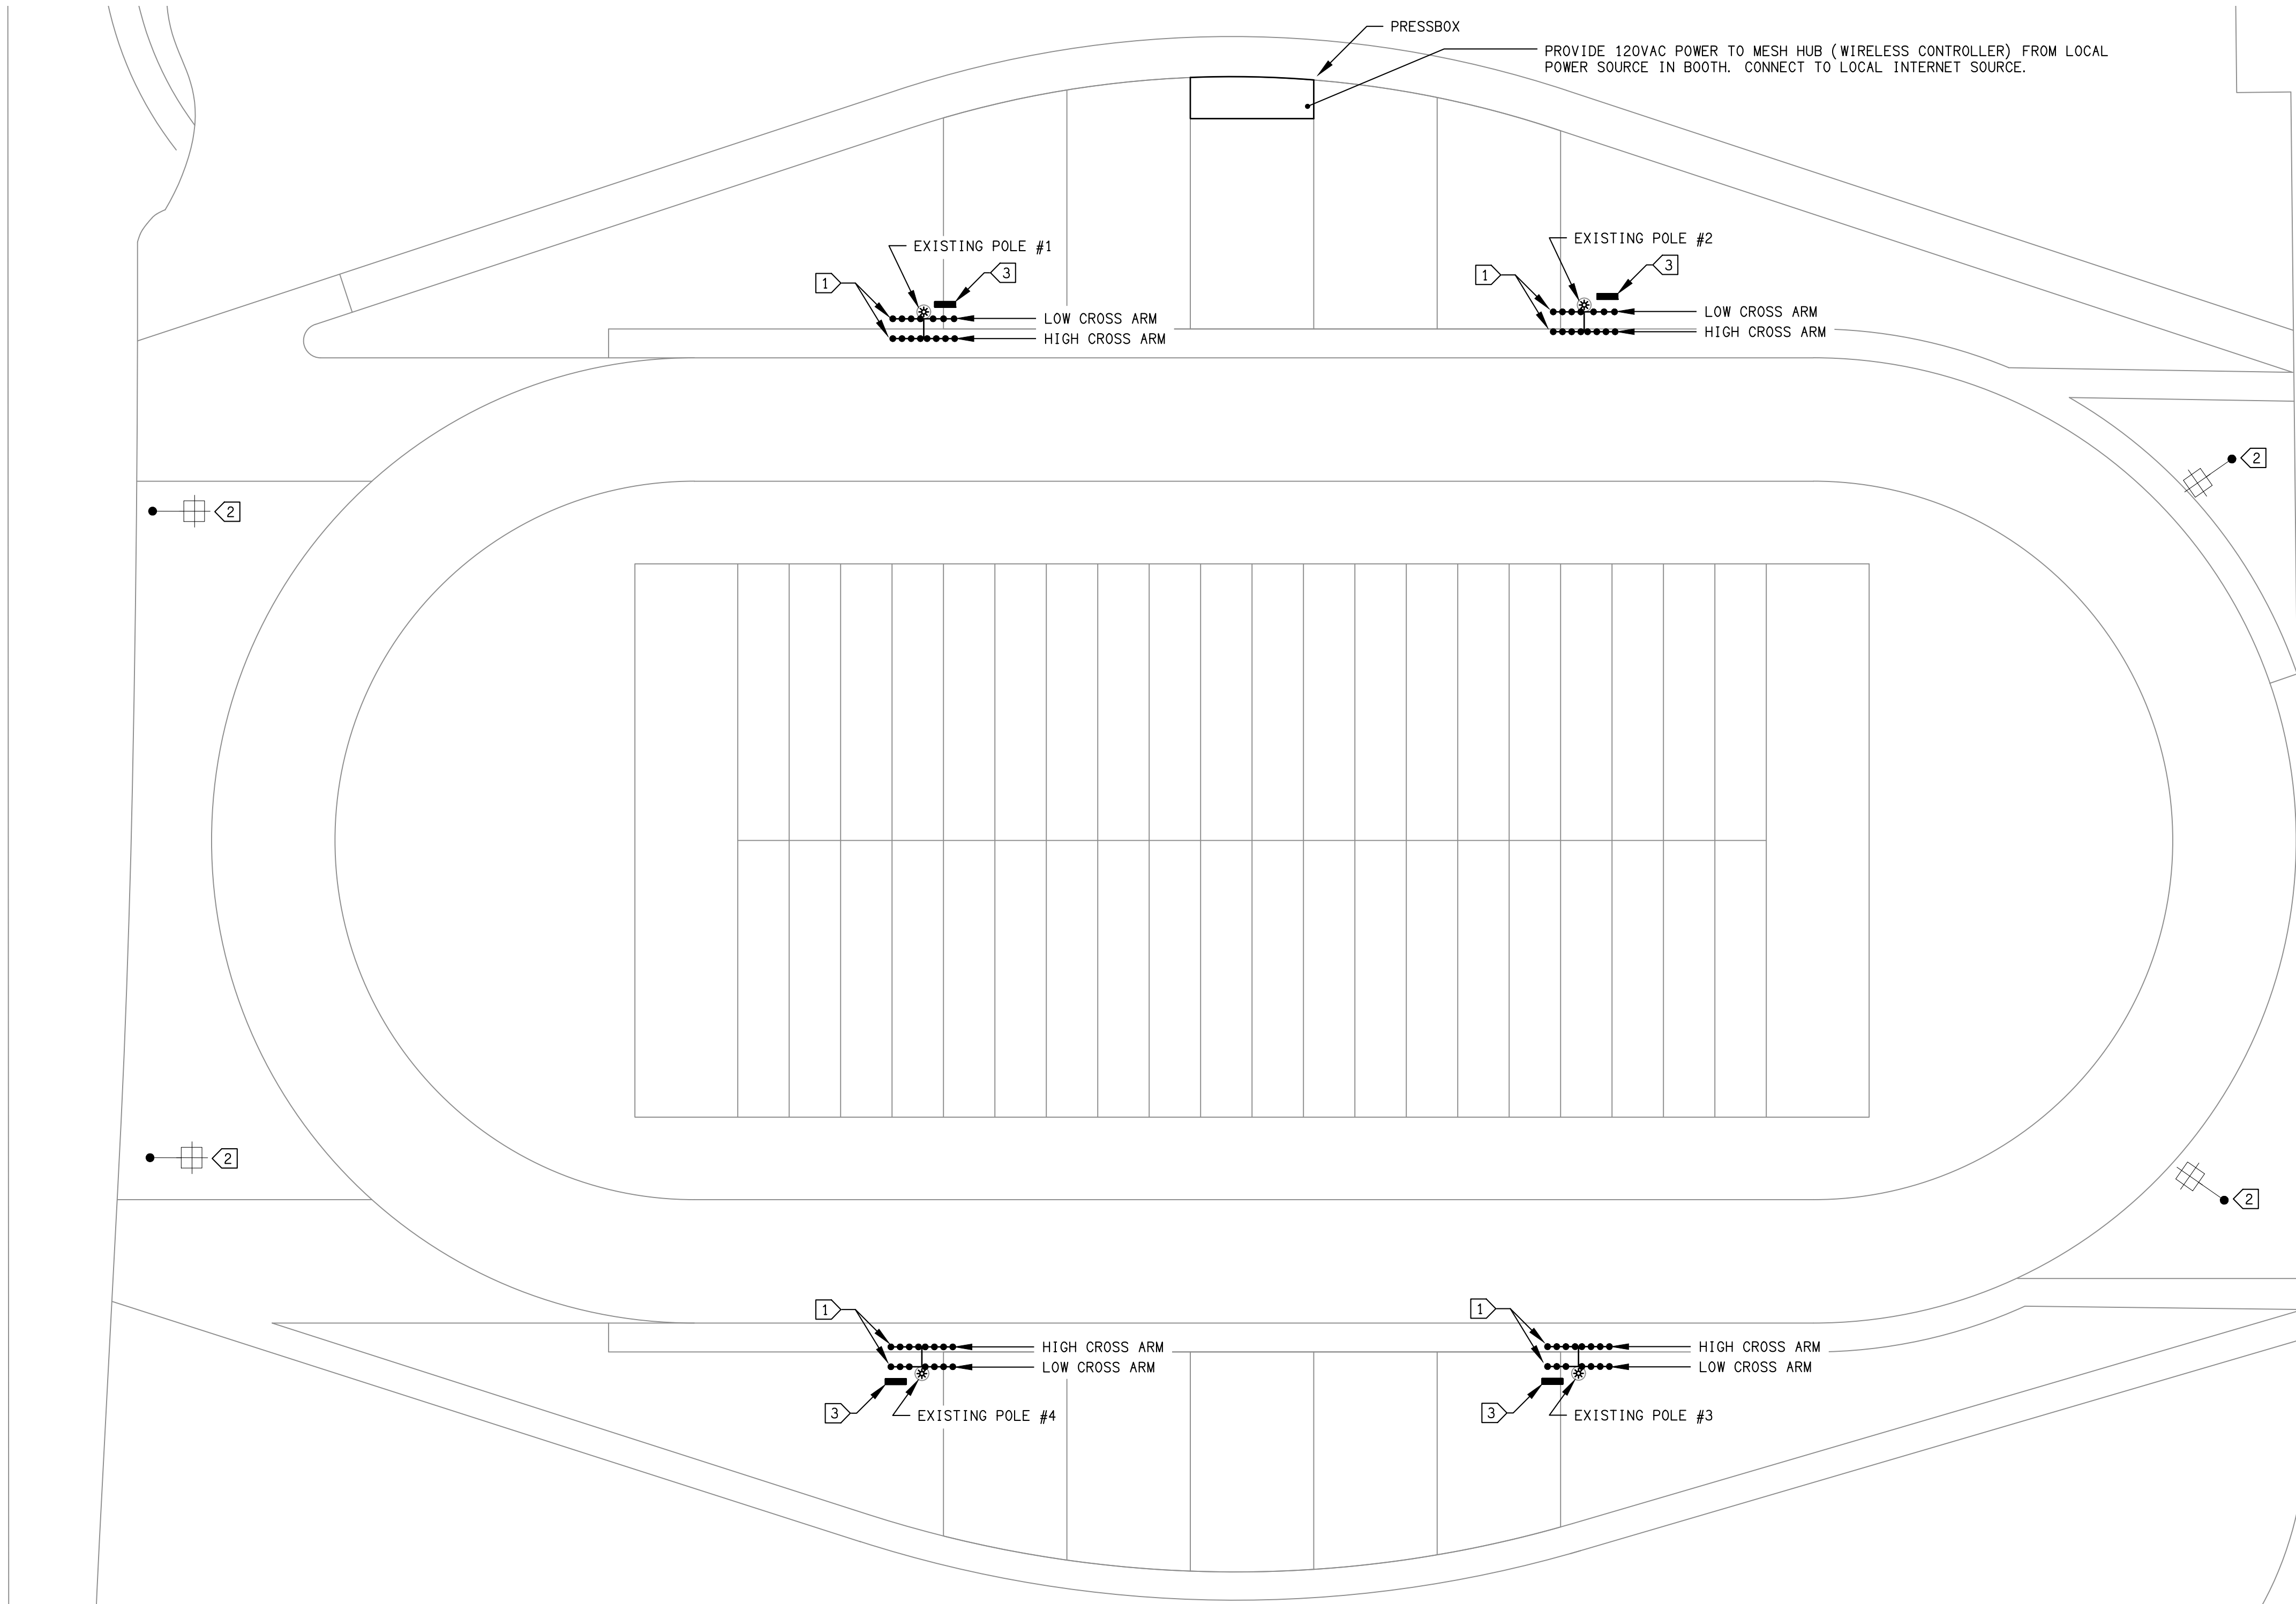 PRESSBOX
PROVIDE 120VAC POWER TO MESH HUB (WIRELESS CONTROLLER) FROM LOCAL
POWER SOURCE IN BOOTH. CONNECT TO LOCAL INTERNET SOURCE.
EXISTING POLE #1
3
1
LOW CROSS ARM
HIGH CROSS ARM
EXISTING POLE #2
3
1
LOW CROSS ARM
HIGH CROSS ARM
2
2
2
2
1
HIGH CROSS ARM
LOW CROSS ARM
3
EXISTING POLE #4
1
HIGH CROSS ARM
LOW CROSS ARM
3
EXISTING POLE #3